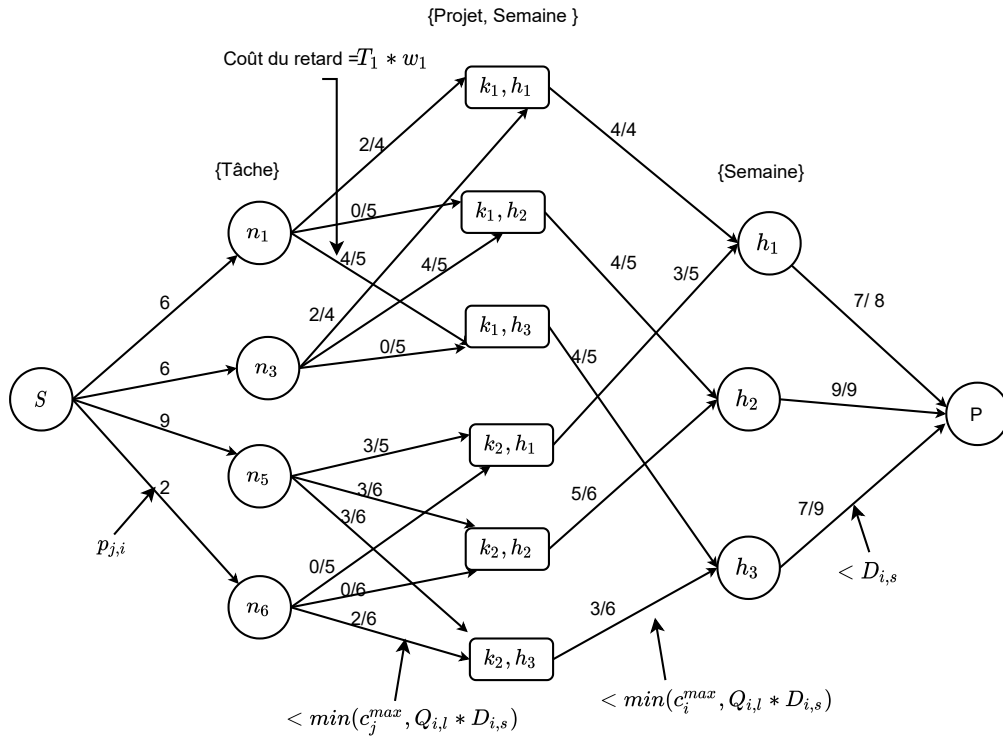 {Projet, Semaine }
Coût du retard =T_1 * w_1
k_1, h_1
2/4
4/4
{Tâche}
{Semaine}
n_1
0/5
k_1, h_2
h_1
4/5
4/5
4/5
3/5
6
2/4
7/ 8
k_1, h_3
n_3
0/5
4/5
6
S
h_2
9/9
P
9
3/5
k_2, h_1
n_5
3/6
5/6
2
3/6
7/9
p_{j,i}
k_2, h_2
0/5
h_3
< D_{i,s}
0/6
n_6
2/6
3/6
k_2, h_3
< min(c_j^{max}, Q_{i,l} * D_{i,s})
< min(c_i^{max}, Q_{i,l} * D_{i,s})